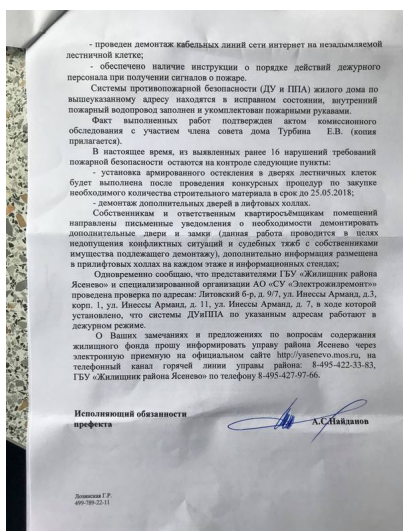 - проведен демонтаж кабельных линий сети интернет на незадымляемой
лестничной клетке;
- обеспечено наличие инструкции о порядке действий дежурного
персонала при получении сигналов о пожаре.
Системы противопожарной безопасности (ДУ и ППА) жилого дома по
вышеуказанному адресу находятся в исправном состоянии, внутренний
пожарный водопровод заполнен и укомплектован пожарными рукавами.
Факт выполненных работ подтвержден актом комиссионного
обследования с участием члена совета дома Турбина Е.В. (копия
прилагается).
В настоящее время, из выявленных ранее 16 нарушений требований
пожарной безопасности остаются на контроле следующие пункты:
- установка армированного остекления в дверях лестничных клеток
будет выполнена после проведения конкурсных процедур по закупке
необходимого количества строительного материала в срок до 25.05.2018;
- демонтаж дополнительных дверей в лифтовых холлах.
Собственникам и ответственным квартиросъёмщикам помещений
направлены письменные уведомления о необходимости демонтировать
дополнительные двери и замки (данная работа проводится в целях
недопущения конфликтных ситуаций и судебных тяжб с собственниками
имущества подлежащего демонтажу), дополнительно информация размещена
в прилифтовых холлах на каждом этаже и информационных стендах;
Одновременно сообщаю, что представителями ГБУ «Жилищник района
Ясенево» и специализированной организации АО «СУ «Электрожилремонт»»
проведена проверка по адресам: Литовский б-р, д. 9/7, ул. Инессы Арманд, д.3,
корп. 1, ул. Инессы Арманд, д. 11, ул. Инессы Арманд, д. 7, в ходе которой
установлено, что системы ДУиППА по указанным адресам работают в
дежурном режиме.
О Ваших замечаниях и предложениях по вопросам содержания
жилищного фонда прошу информировать управу района Ясенево через
электронную приемную на официальном сайте http://yasenevo.mos.ru, на
телефонный канал горячей линии управы района: 8-495-422-33-83,
ГБУ «Жилищник района Ясенево» по телефону 8-495-427-97-66.
Исполняющий обязанности
префекта А.С.Найданов
Г.Р.
499-789-22-11